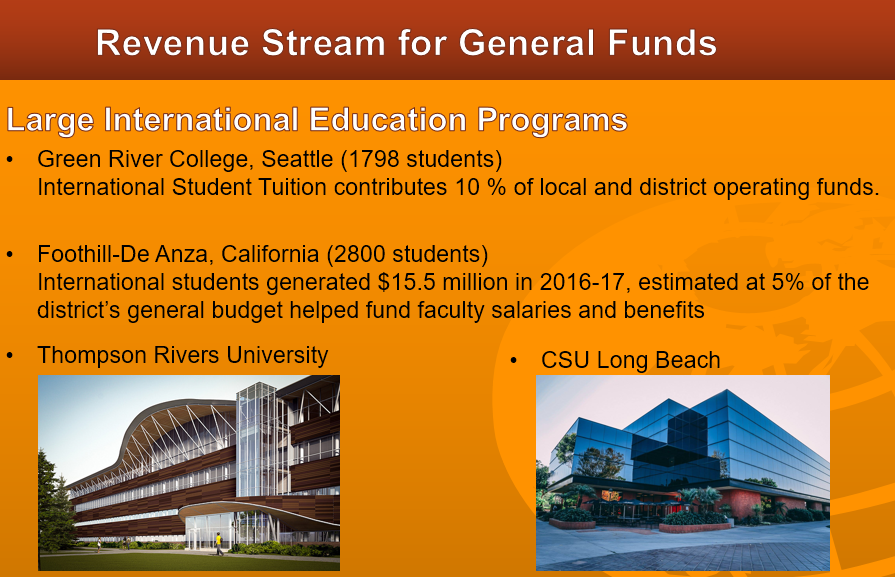 Revenue Stream for General Funds
Large International Education Programs
• Green River College, Seattle (1798 students)
International Student Tuition contributes 10 % of local and district operating funds.
• Foothill-De Anza, California (2800 students)
International students generated $15.5 million in 2016-17, estimated at 5% of the
district’s general budget helped fund faculty salaries and benefits
• Thompson Rivers University
• CSU Long Beach